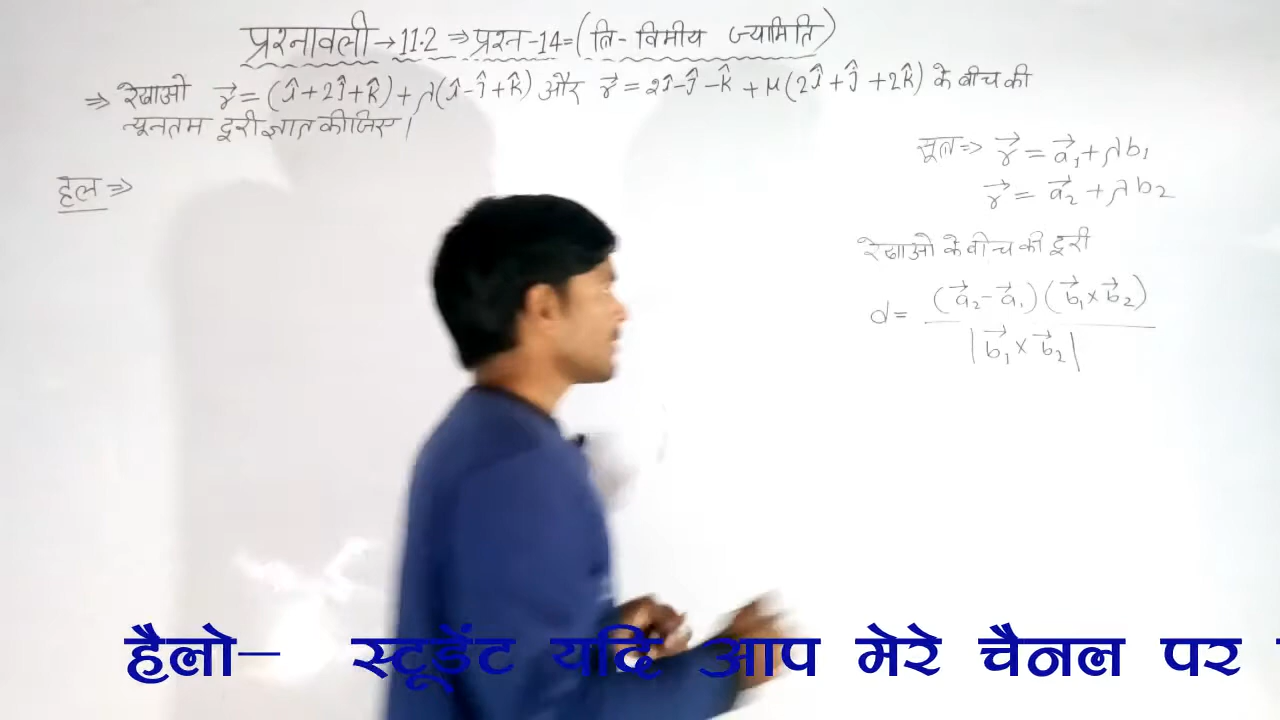 प्रश्नावली → 11.2 ⇒ प्रश्न -14 = (त्रि - विमीय ज्यामिति)
⇒ रेखाओ r⃗ = (î+2ĵ+k̂) + λ(î-ĵ+k̂) और r⃗ = 2î-ĵ-k̂ + μ(2î+ĵ+2k̂) के बीच की
न्यूनतम दूरी ज्ञात कीजिए।
हल ⇒
सूत्र ⇒ r⃗ = a⃗₁ + λb₁
r⃗ = a⃗₂ + λb₂
रेखाओ के बीच की दूरी
d = (a⃗₂ - a⃗₁) (b⃗₁ × b⃗₂)
|b⃗₁ × b⃗₂|
हैलो- स्टूडेंट यदि आप मेरे चैनल पर